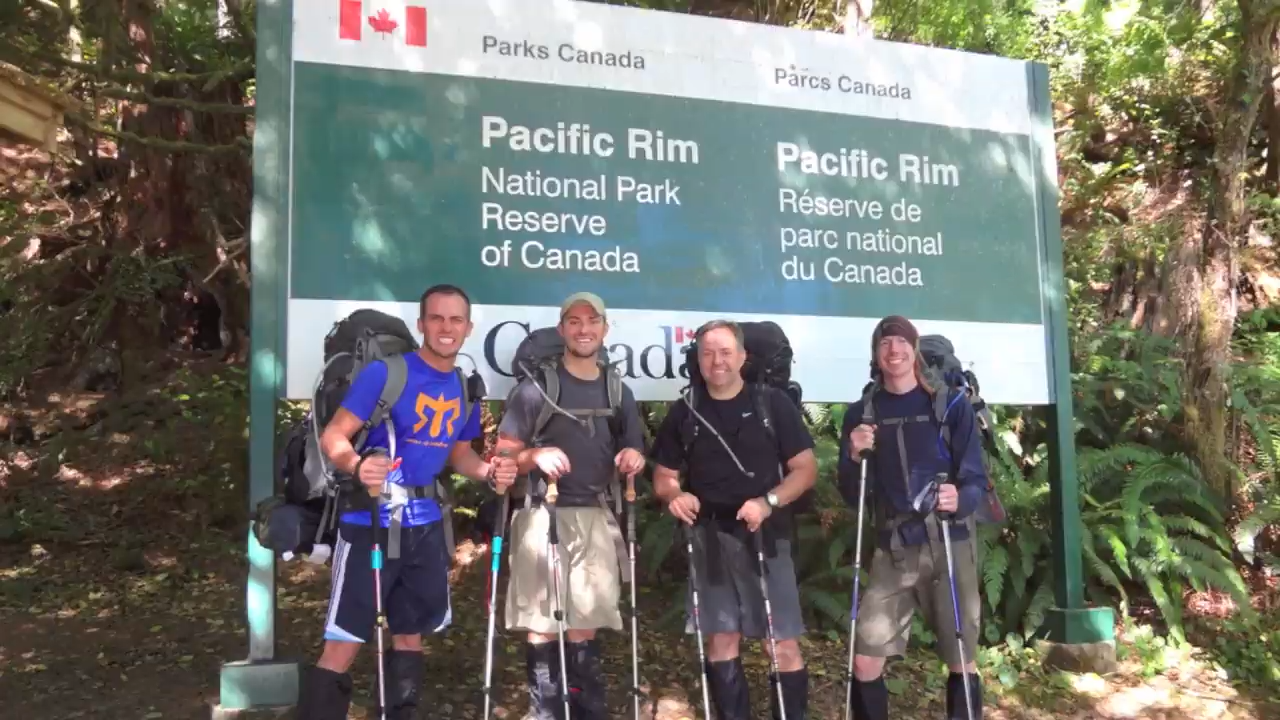 Parks Canada
Parcs Canada
Pacific Rim
National Park
Reserve
of Canada
Pacific Rim
Réserve de
parc national
du Canada
Canada